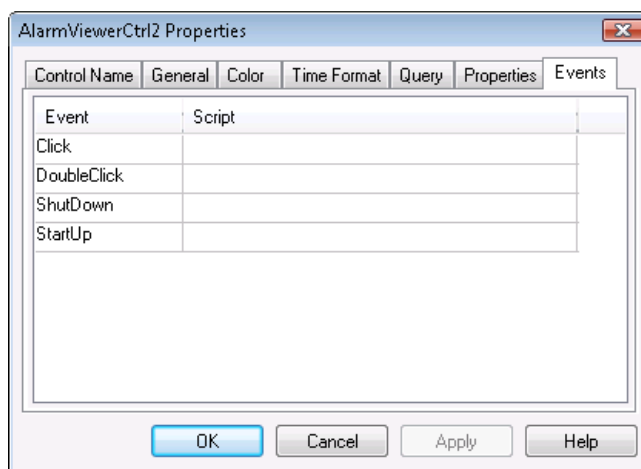 AlarmViewerCtrl2 Properties
Control Name General Color Time Format Query Properties Events
Event Script
Click
DoubleClick
ShutDown
StartUp
OK Cancel Apply Help